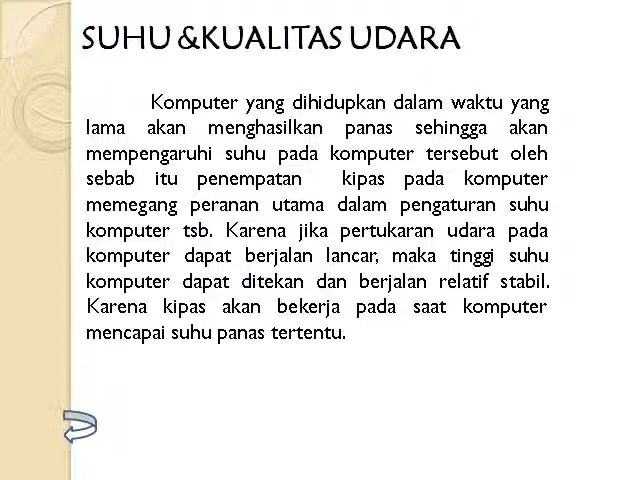 SUHU &KUALITAS UDARA
Komputer yang dihidupkan dalam waktu yang
lama akan menghasilkan panas sehingga akan
mempengaruhi suhu pada komputer tersebut oleh
sebab itu penempatan kipas pada komputer
memegang peranan utama dalam pengaturan suhu
komputer tsb. Karena jika pertukaran udara pada
komputer dapat berjalan lancar, maka tinggi suhu
komputer dapat ditekan dan berjalan relatif stabil.
Karena kipas akan bekerja pada saat komputer
mencapai suhu panas tertentu.